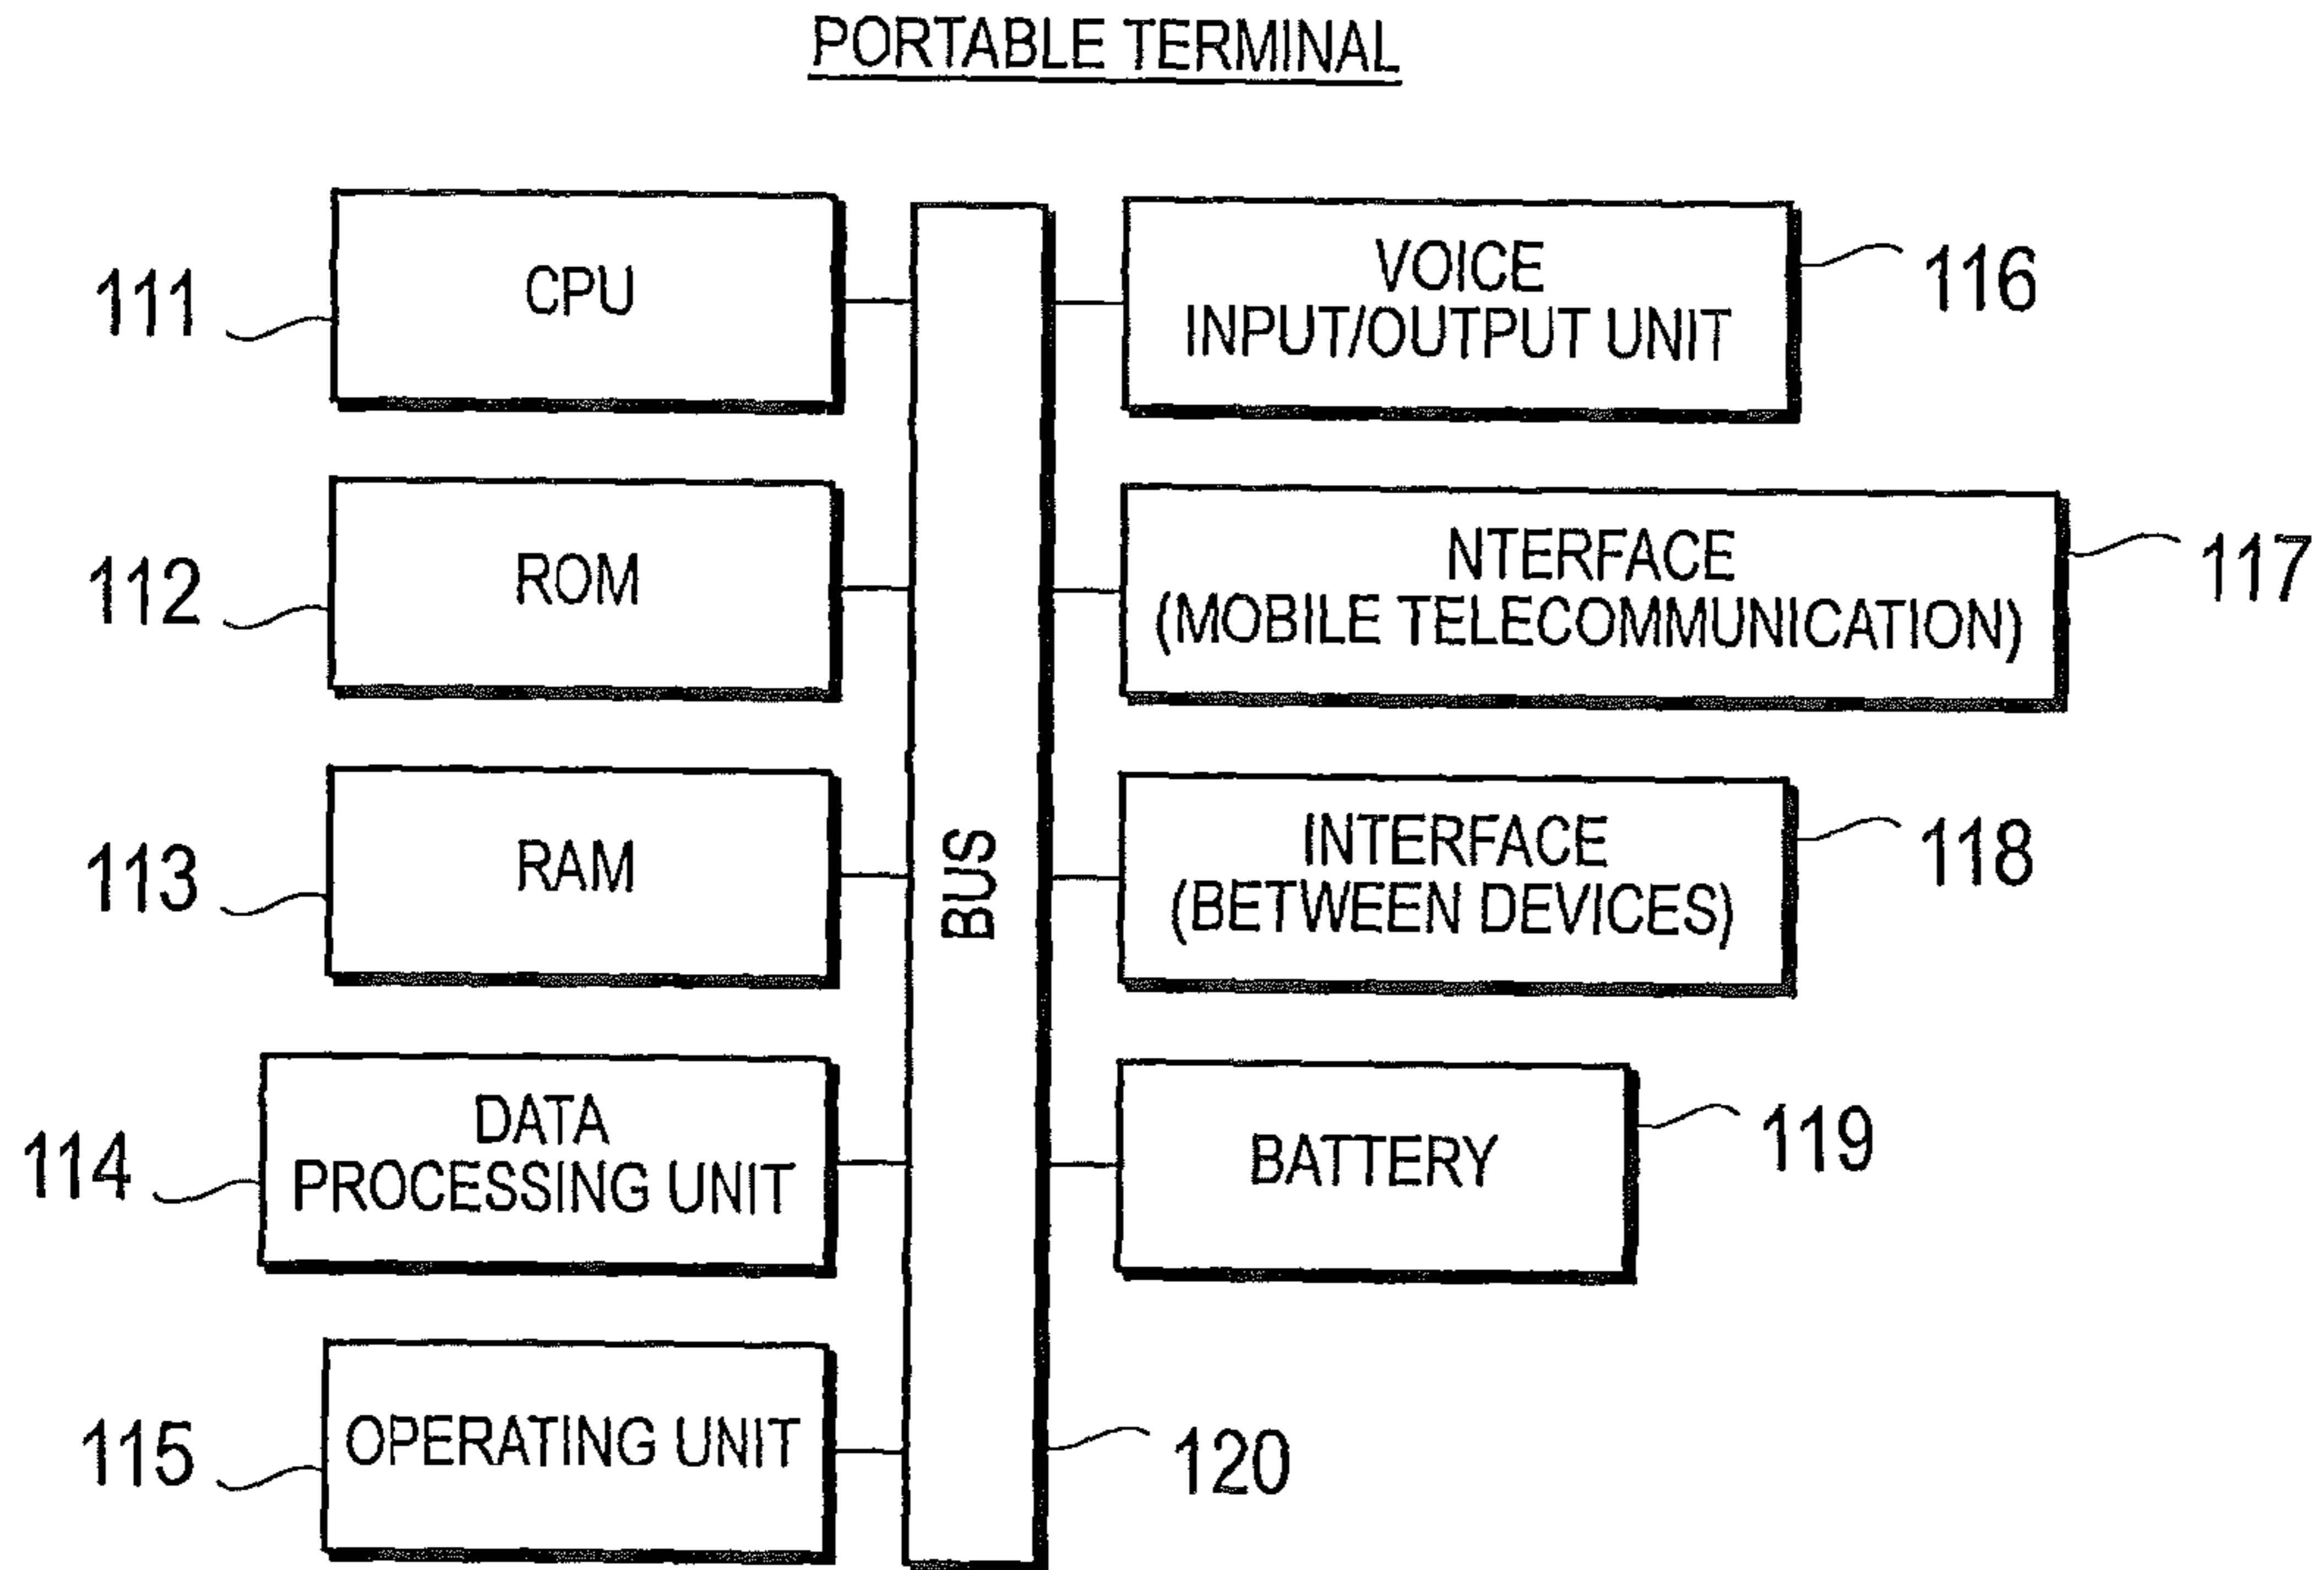 PORTABLE TERMINAL
111
CPU
112
ROM
113
RAM
114
DATA
PROCESSING UNIT
115
OPERATING UNIT
BUS
120
VOICE
INPUT/OUTPUT UNIT
116
NTERFACE
(MOBILE TELECOMMUNICATION)
117
INTERFACE
(BETWEEN DEVICES)
118
BATTERY
119